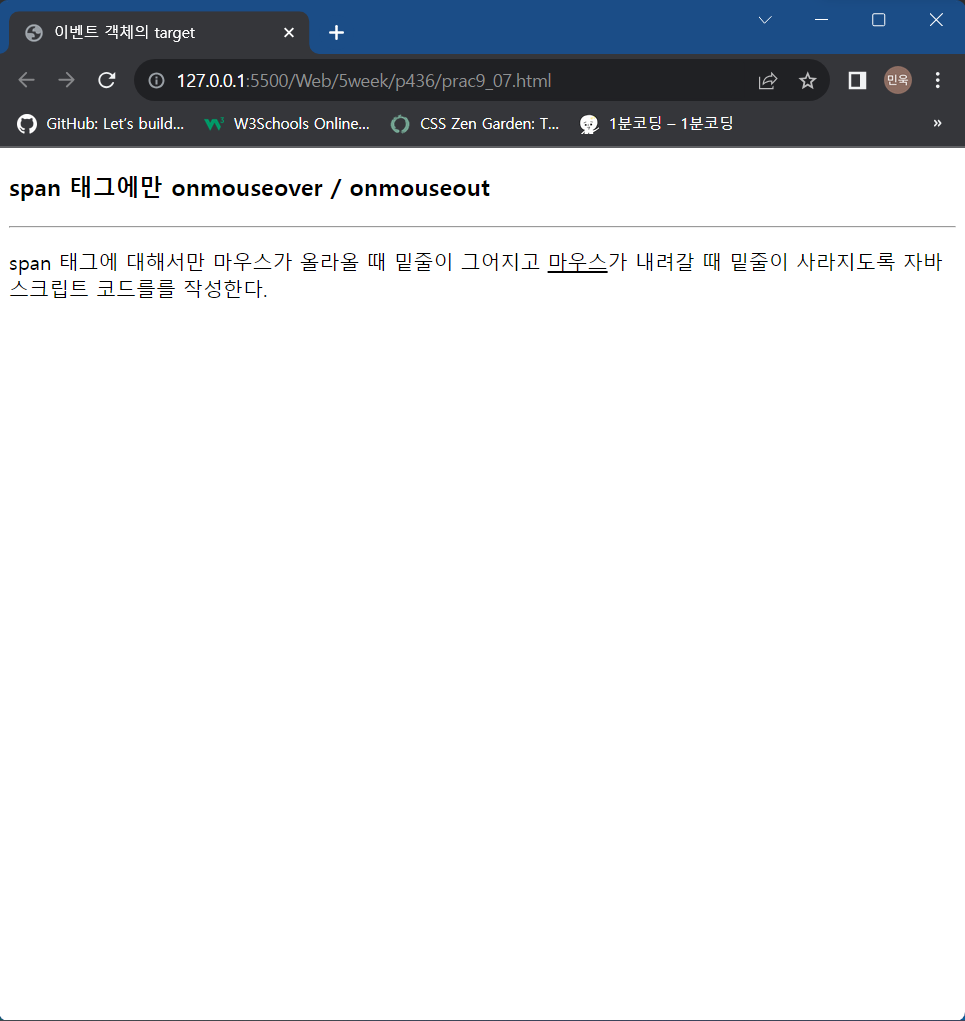 이벤트 객체의 target
127.0.0.1:5500/Web/5week/p436/prac9_07.html
민욱
GitHub: Let's build...
W3Schools Online...
CSS Zen Garden: T...
1분코딩 – 1분코딩
»
span 태그에만 onmouseover / onmouseout
span 태그에 대해서만 마우스가 올라올 때 밑줄이 그어지고 마우스가 내려갈 때 밑줄이 사라지도록 자바
스크립트 코드를를 작성한다.